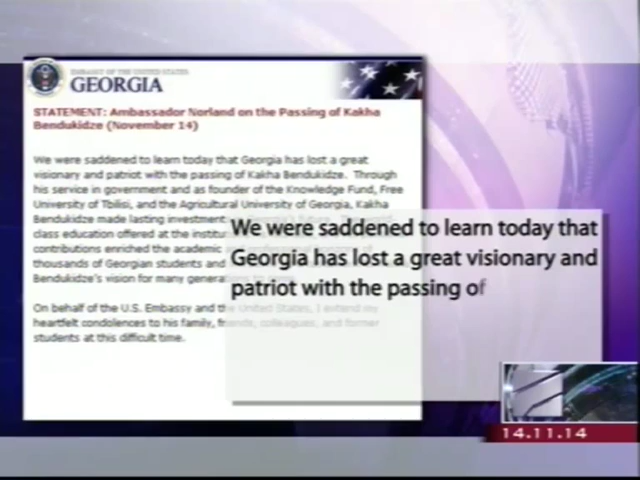 EMBASSY OF THE UNITED STATES
GEORGIA
STATEMENT: Ambassador Norland on the Passing of Kakha
Bendukidze (November 14)
We were saddened to learn today that Georgia has lost a great
visionary and patriot with the passing of Kakha Bendukidze. Through
his service in government and as founder of the Knowledge Fund, Free
University of Tbilisi, and the Agricultural University of Georgia, Kakha
Bendukidze made lasting investment
class education offered at the institu
contributions enriched the academic
thousands of Georgian students and
Bendukidze's vision for many generations
On behalf of the U.S. Embassy and the United States, I extend my
heartfelt condolences to his family, friends, colleagues, and former
students at this difficult time.
We were saddened to learn today that
Georgia has lost a great visionary and
patriot with the passing of
14.11.14